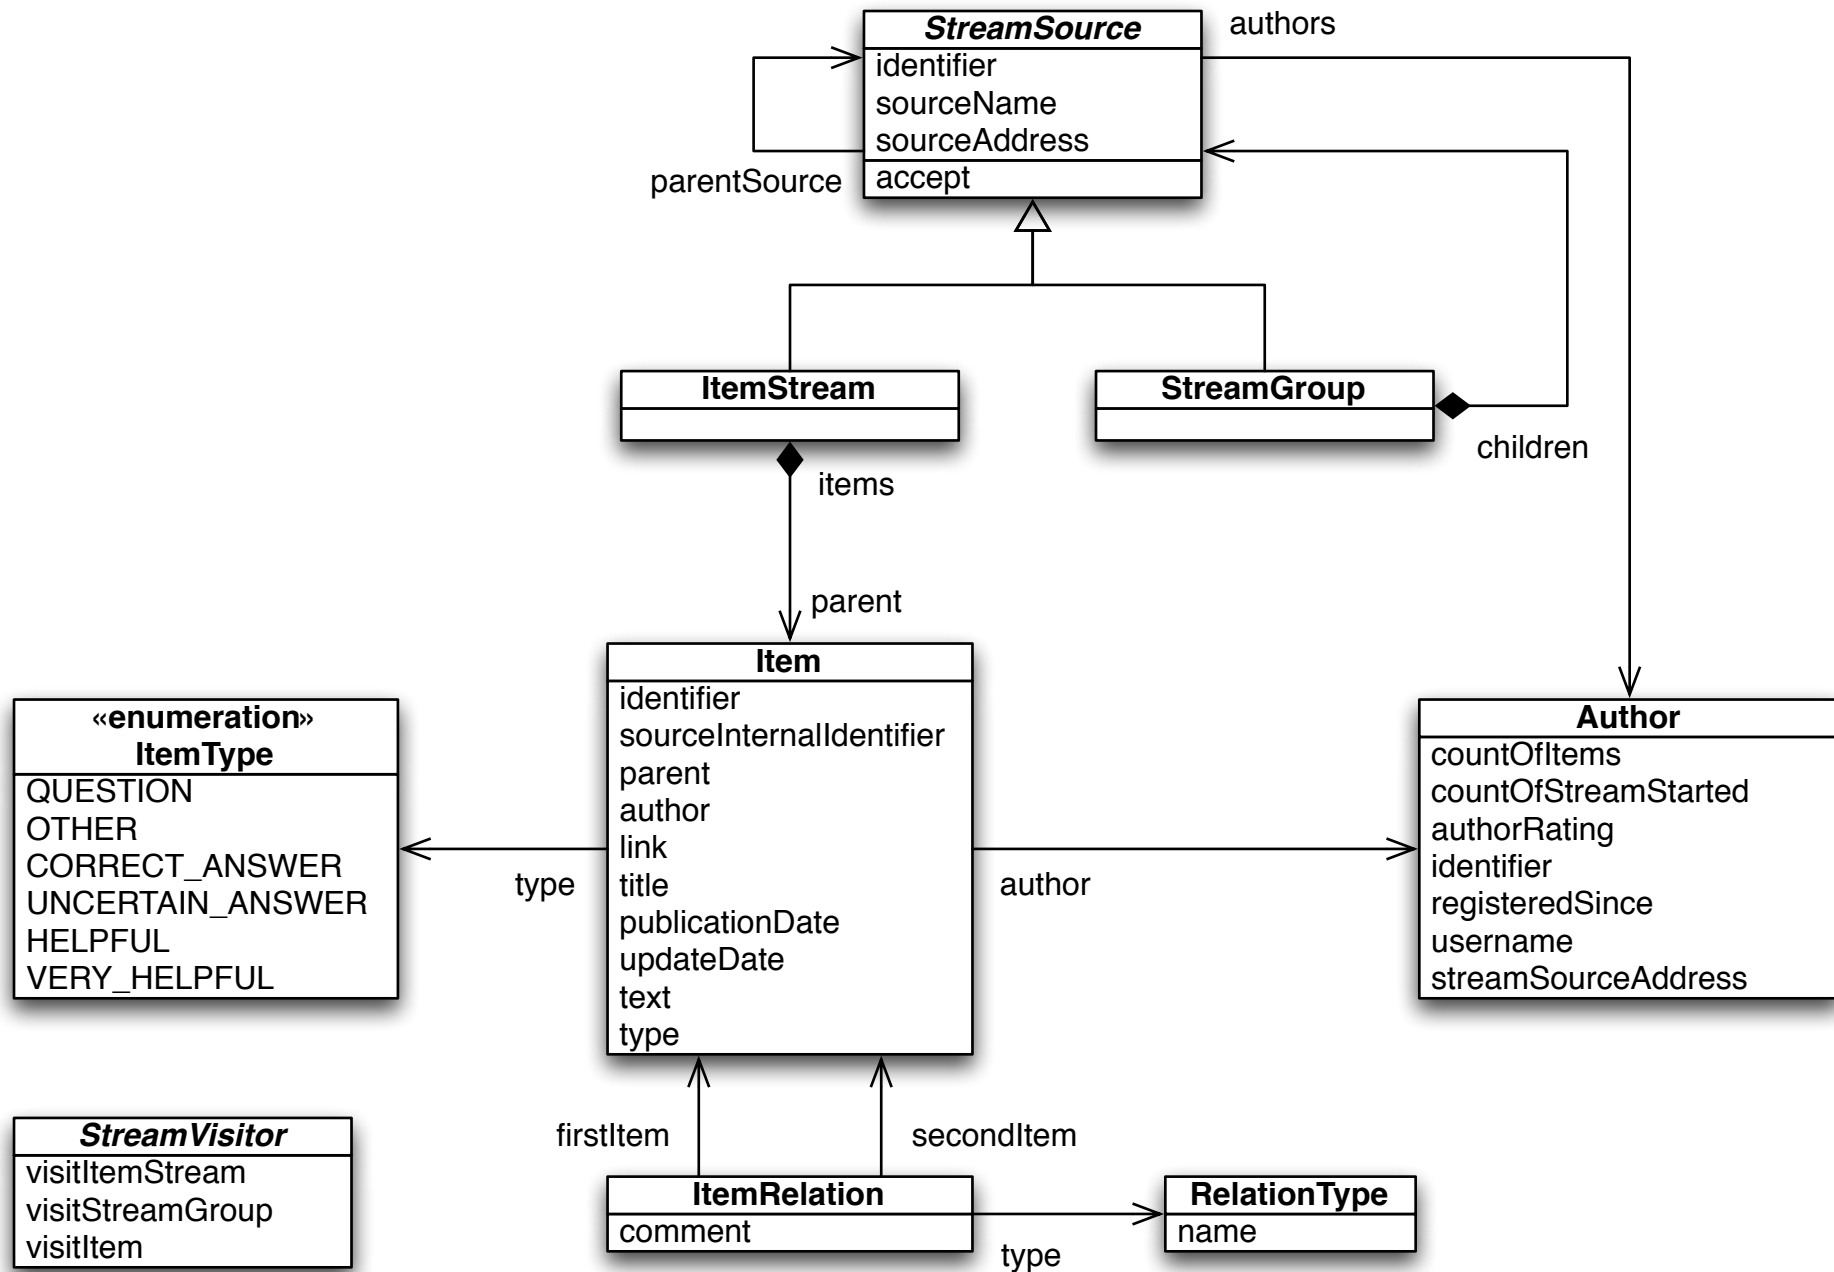 StreamSource
identifier
sourceName
sourceAddress
accept
authors
parentSource
ItemStream
StreamGroup
children
items
parent
Item
identifier
sourceInternalIdentifier
parent
author
link
title
publicationDate
updateDate
text
type
«enumeration»
ItemType
QUESTION
OTHER
CORRECT_ANSWER
UNCERTAIN_ANSWER
HELPFUL
VERY_HELPFUL
type
author
Author
countOfItems
countOfStreamStarted
authorRating
identifier
registeredSince
username
streamSourceAddress
StreamVisitor
visitItemStream
visitStreamGroup
visitItem
firstItem
secondItem
ItemRelation
comment
type
RelationType
name